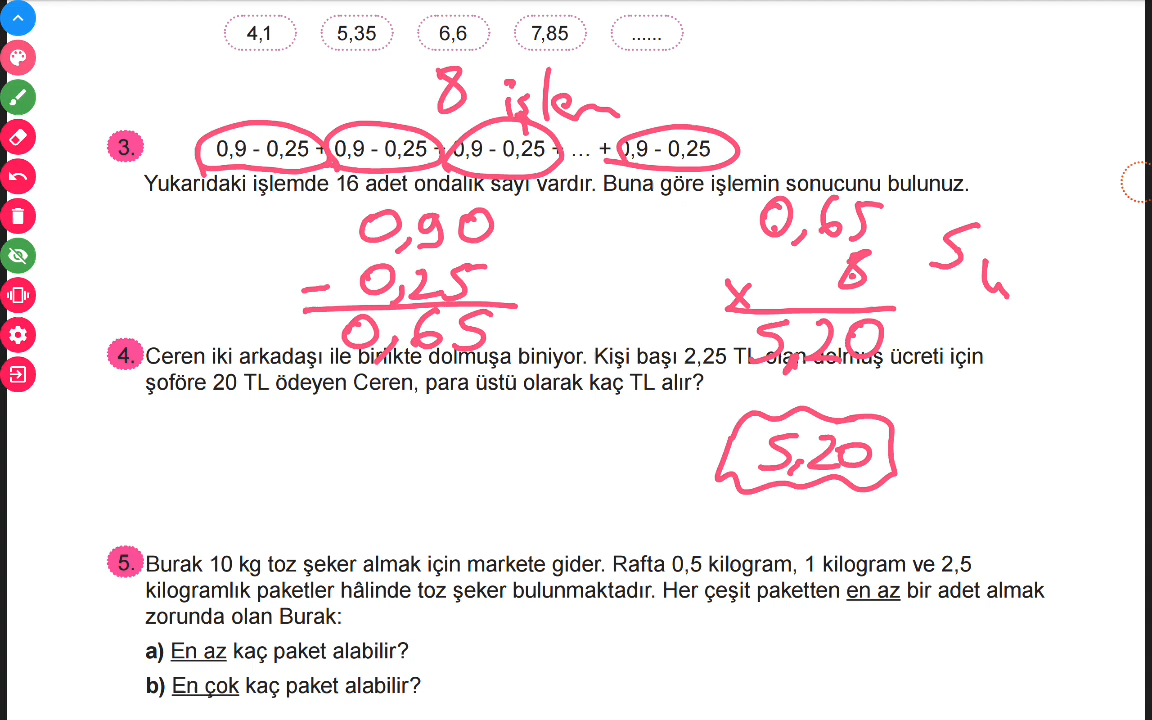 4,1 5,35 6,6 7,85 ......
8 işlem
3. 0,9 - 0,25 + 0,9 - 0,25 + 0,9 - 0,25 + ... + 0,9 - 0,25
Yukarıdaki işlemde 16 adet ondalık sayı vardır. Buna göre işlemin sonucunu bulunuz.
0,90
- 0,25
0,65
0,65
x 8
5,20
4. Ceren iki arkadaşı ile birlikte dolmuşa biniyor. Kişi başı 2,25 TL olan dolmuş ücreti için
şoföre 20 TL ödeyen Ceren, para üstü olarak kaç TL alır?
5,20
5. Burak 10 kg toz şeker almak için markete gider. Rafta 0,5 kilogram, 1 kilogram ve 2,5
kilogramlık paketler hâlinde toz şeker bulunmaktadır. Her çeşit paketten en az bir adet almak
zorunda olan Burak:
a) En az kaç paket alabilir?
b) En çok kaç paket alabilir?